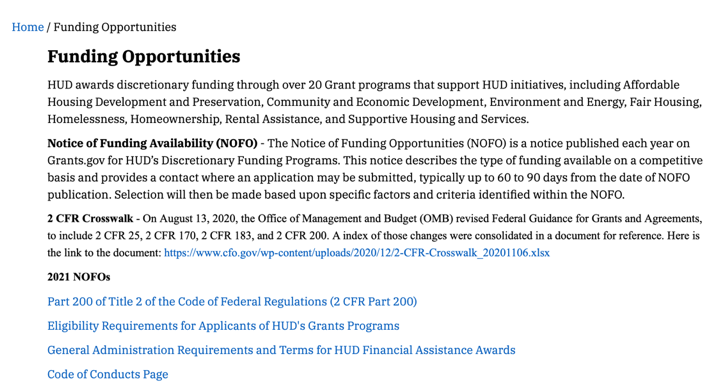 Home / Funding Opportunities
Funding Opportunities
HUD awards discretionary funding through over 20 Grant programs that support HUD initiatives, including Affordable
Housing Development and Preservation, Community and Economic Development, Environment and Energy, Fair Housing,
Homelessness, Homeownership, Rental Assistance, and Supportive Housing and Services.
Notice of Funding Availability (NOFO) - The Notice of Funding Opportunities (NOFO) is a notice published each year on
Grants.gov for HUD's Discretionary Funding Programs. This notice describes the type of funding available on a competitive
basis and provides a contact where an application may be submitted, typically up to 60 to 90 days from the date of NOFO
publication. Selection will then be made based upon specific factors and criteria identified within the NOFO.
2 CFR Crosswalk - On August 13, 2020, the Office of Management and Budget (OMB) revised Federal Guidance for Grants and Agreements,
to include 2 CFR 25, 2 CFR 170, 2 CFR 183, and 2 CFR 200. A index of those changes were consolidated in a document for reference. Here is
the link to the document: https://www.cfo.gov/wp-content/uploads/2020/12/2-CFR-Crosswalk_20201106.xlsx
2021 NOFOs
Part 200 of Title 2 of the Code of Federal Regulations (2 CFR Part 200)
Eligibility Requirements for Applicants of HUD's Grants Programs
General Administration Requirements and Terms for HUD Financial Assistance Awards
Code of Conducts Page